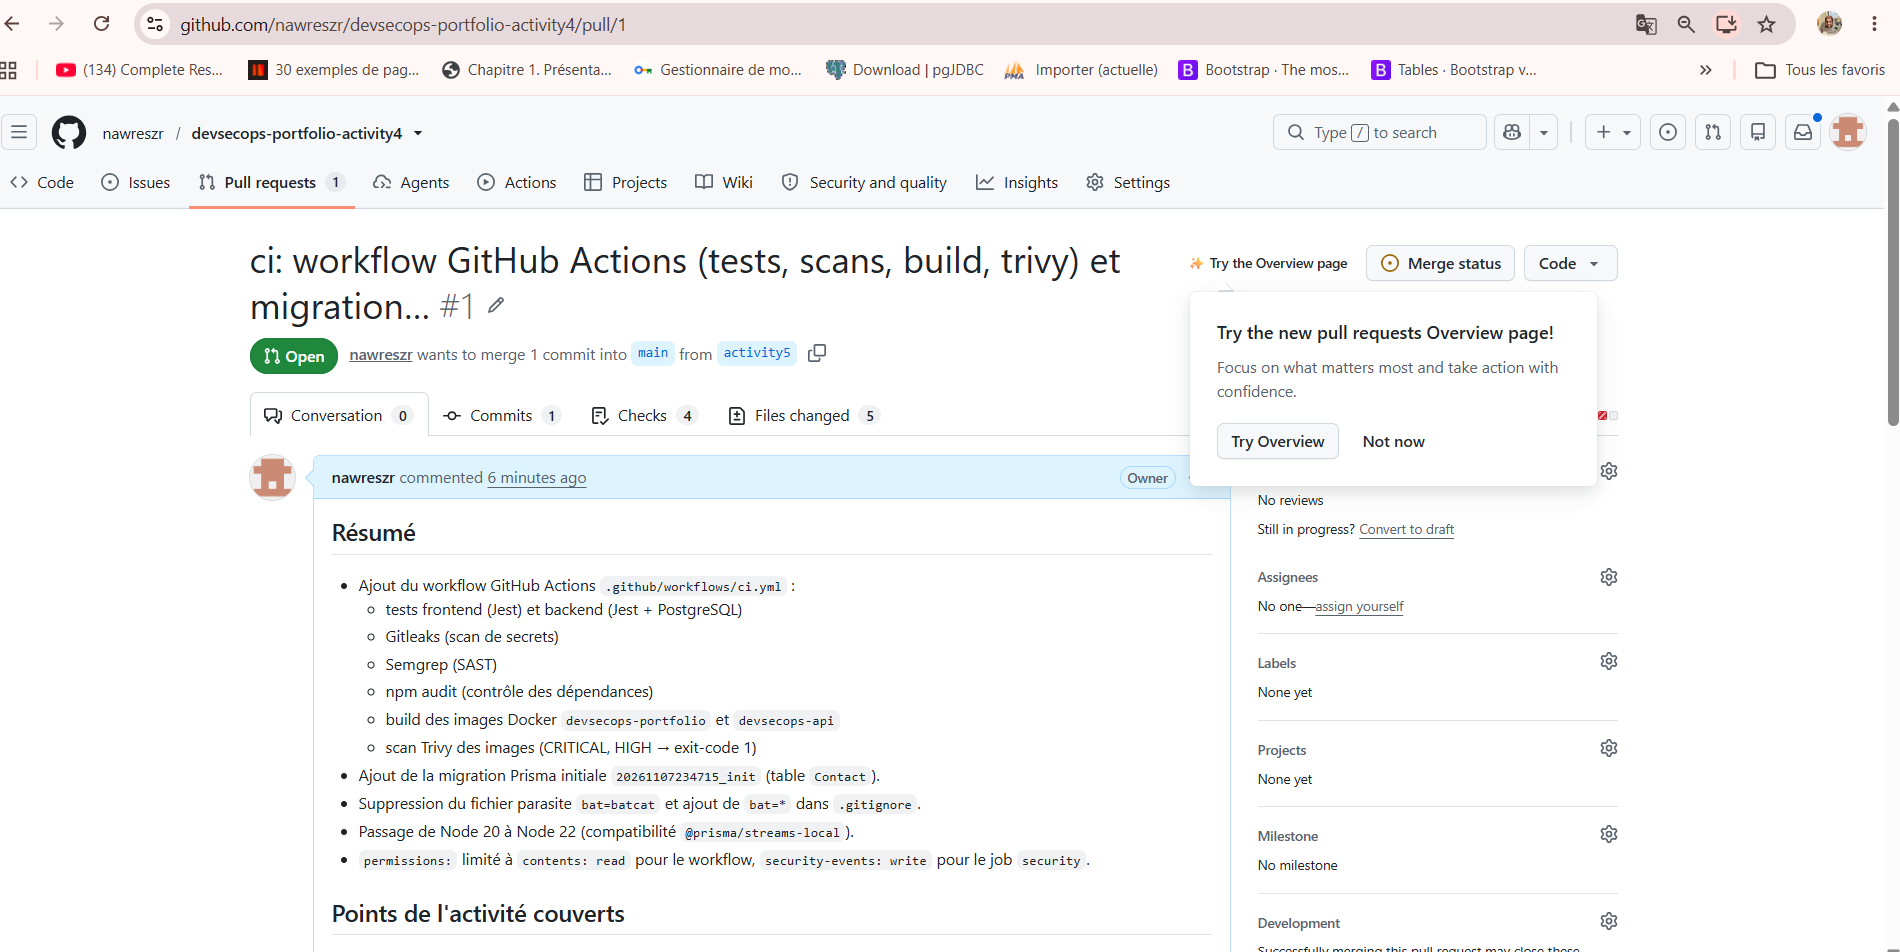 github.com/nawreszr/devsecops-portfolio-activity4/pull/1
(134) Complete Res...
30 exemples de pag...
Chapitre 1. Présenta...
Gestionnaire de mo...
Download | pgJDBC
Importer (actuelle)
Bootstrap · The mos...
Tables · Bootstrap v...
»
Tous les favoris
nawreszr / devsecops-portfolio-activity4
Type / to search
Code
Issues
Pull requests 1
Agents
Actions
Projects
Wiki
Security and quality
Insights
Settings
ci: workflow GitHub Actions (tests, scans, build, trivy) et
migration... #1
Try the Overview page
Merge status
Code
Open
nawreszr wants to merge 1 commit into main from activity5
Try the new pull requests Overview page!
Focus on what matters most and take action with
confidence.
Try Overview
Not now
Conversation 0
Commits 1
Checks 4
Files changed 5
nawreszr commented 6 minutes ago
Owner
Résumé
Ajout du workflow GitHub Actions .github/workflows/ci.yml :
tests frontend (Jest) et backend (Jest + PostgreSQL)
Gitleaks (scan de secrets)
Semgrep (SAST)
npm audit (contrôle des dépendances)
build des images Docker devsecops-portfolio et devsecops-api
scan Trivy des images (CRITICAL, HIGH → exit-code 1)
Ajout de la migration Prisma initiale 20261107234715_init (table Contact ).
Suppression du fichier parasite bat=batcat et ajout de bat=* dans .gitignore .
Passage de Node 20 à Node 22 (compatibilité @prisma/streams-local ).
permissions: limité à contents: read pour le workflow, security-events: write pour le job security .
Points de l'activité couverts
No reviews
Still in progress? Convert to draft
Assignees
No one—assign yourself
Labels
None yet
Projects
None yet
Milestone
No milestone
Development
Successfully merging this pull request may close these